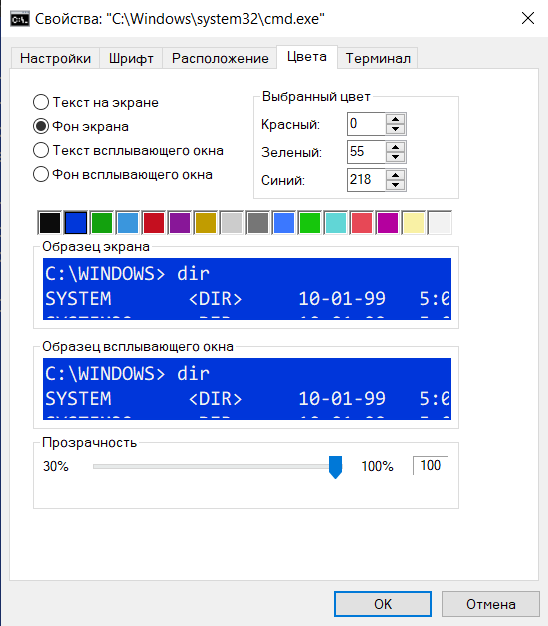 C:\. Свойства: "C:\Windows\system32\cmd.exe"
Настройки Шрифт Расположение Цвета Терминал
Текст на экране
Фон экрана
Текст всплывающего окна
Фон всплывающего окна
Выбранный цвет
Красный: 0
Зеленый: 55
Синий: 218
Образец экрана
C:\WINDOWS> dir
SYSTEM <DIR> 10-01-99 5:0
Образец всплывающего окна
C:\WINDOWS> dir
SYSTEM <DIR> 10-01-99 5:0
Прозрачность
30% 100% 100
OK Отмена